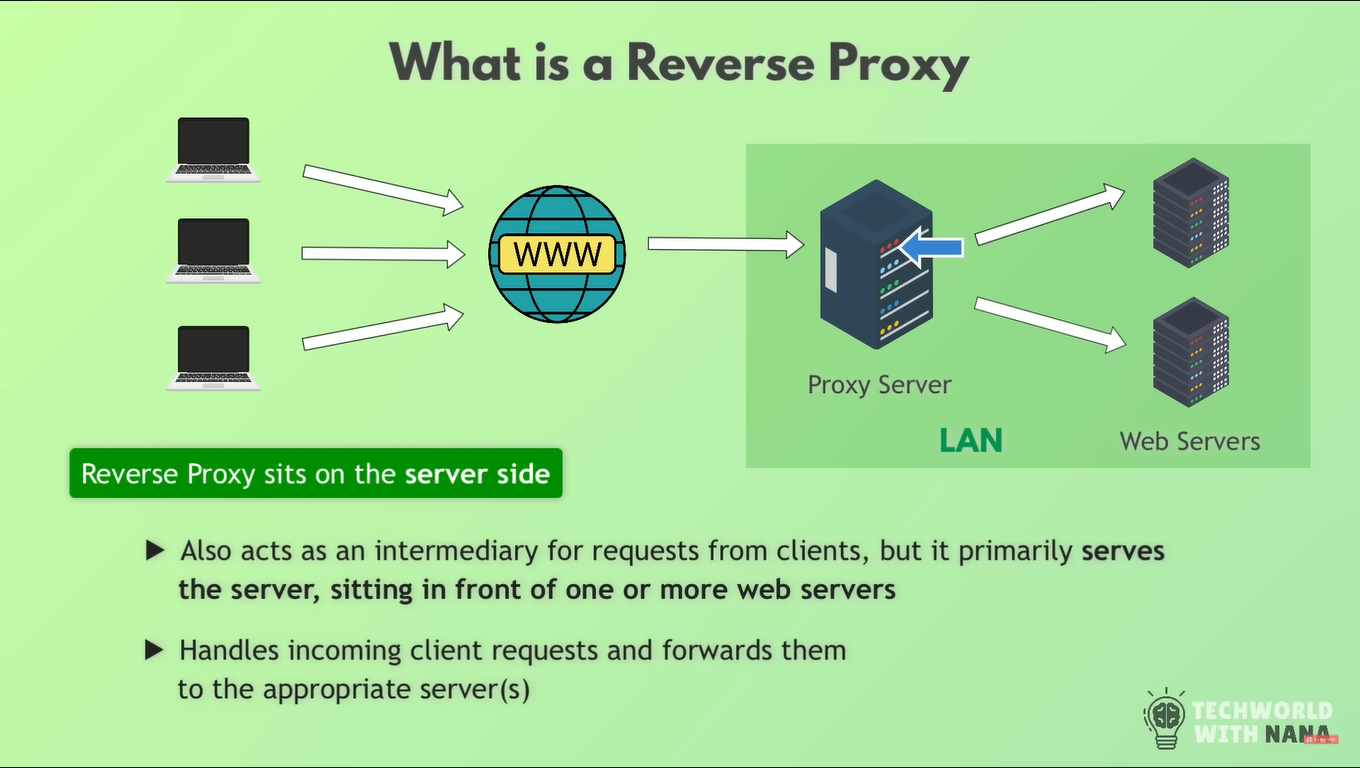 What is a Reverse Proxy
WWW
Proxy Server
LAN
Web Servers
Reverse Proxy sits on the server side
Also acts as an intermediary for requests from clients, but it primarily serves
the server, sitting in front of one or more web servers
Handles incoming client requests and forwards them
to the appropriate server(s)
TECHWORLD
WITH NANA